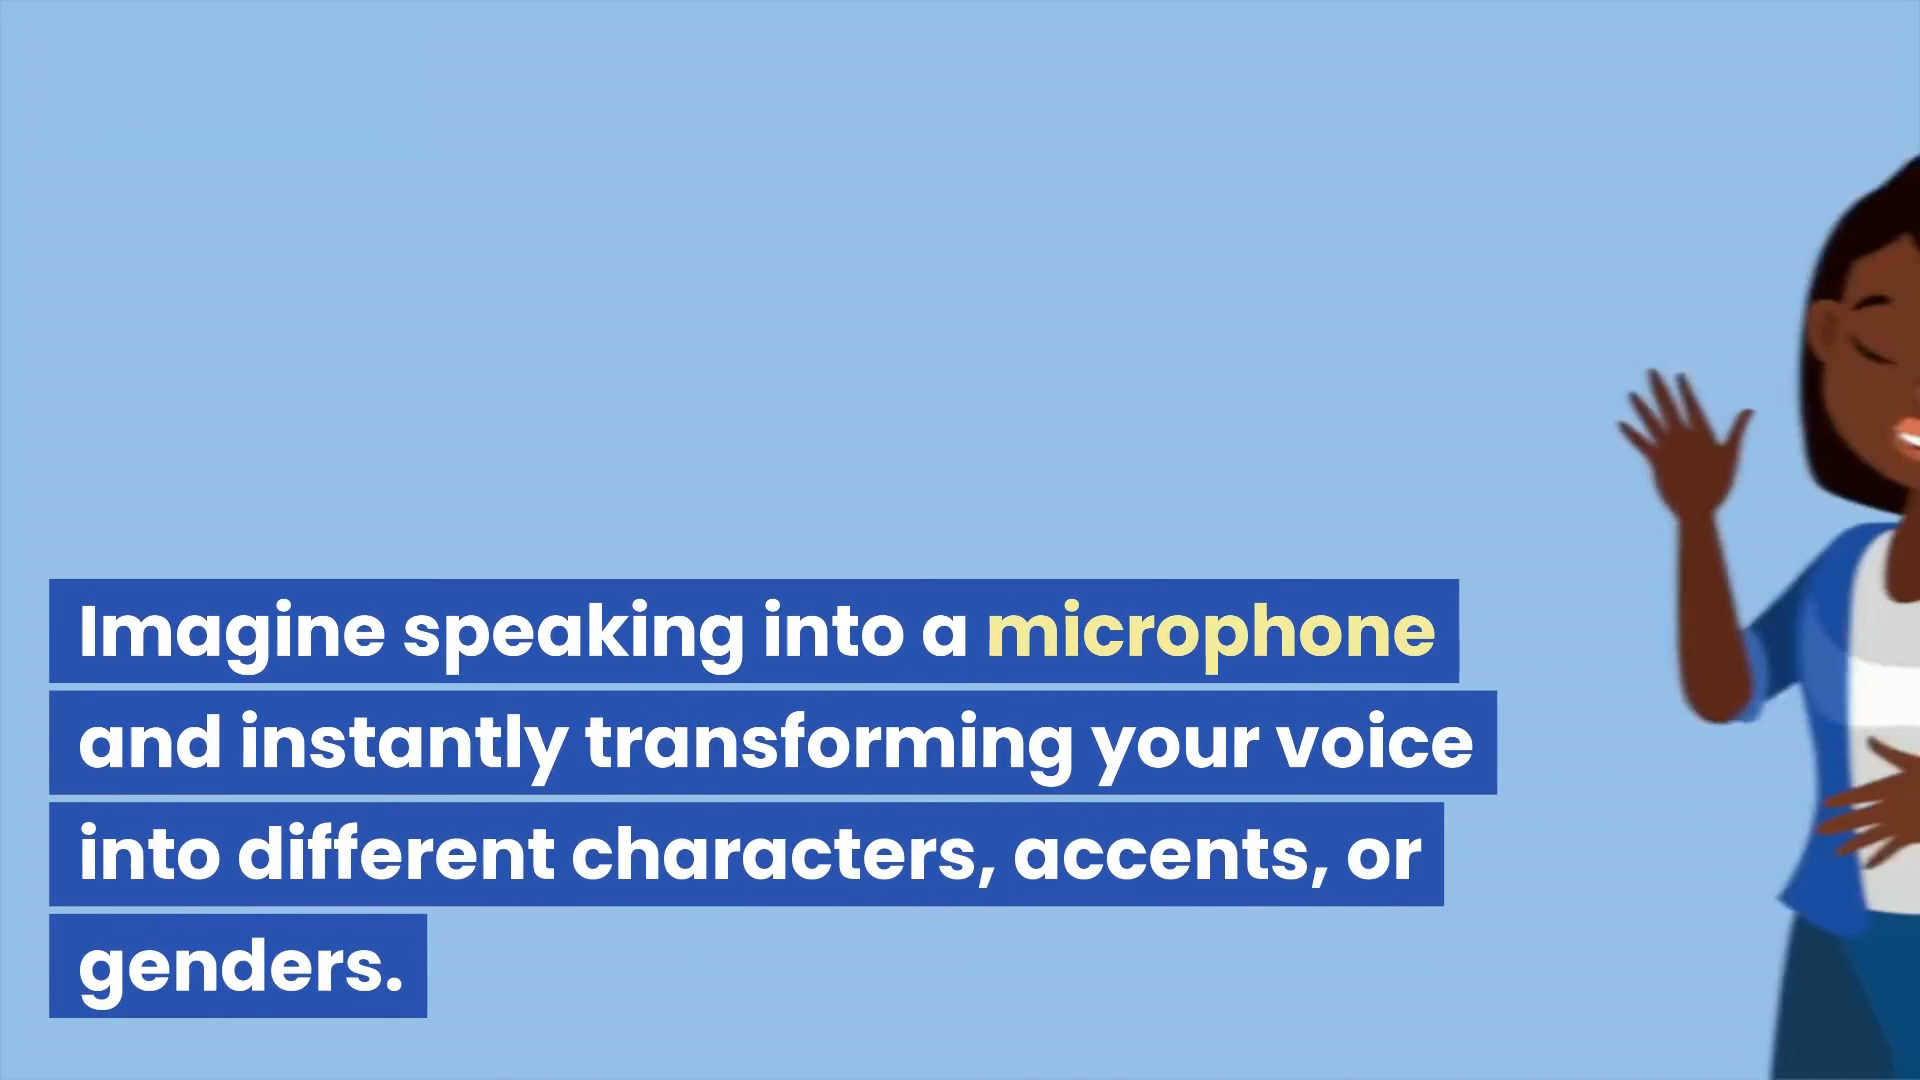 Imagine speaking into a microphone
and instantly transforming your voice
into different characters, accents, or
genders.